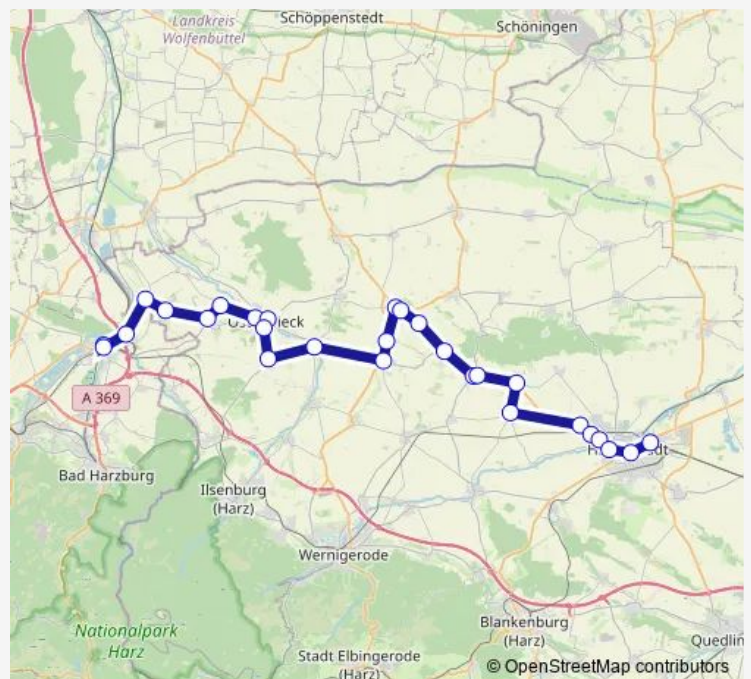 Landkreis
Wolfenbüttel
Schöppenstedt
Schöningen
A 369
Bad Harzburg
Ilsenburg
(Harz)
Wernigerode
Blankenburg
(Harz)
Nationalpark
Harz
Stadt Elbingerode
(Harz)
Quedlin
© OpenStreetMap contributors